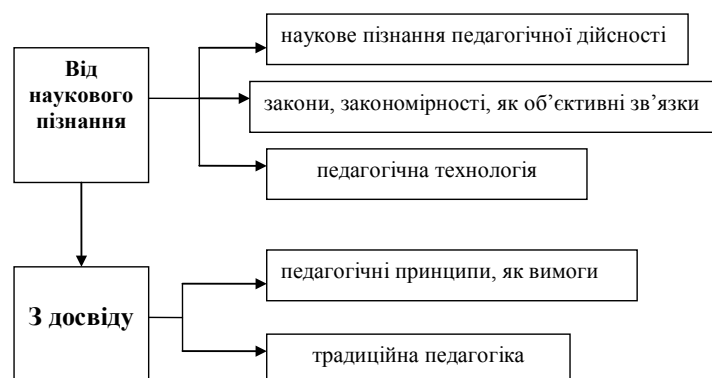 наукове пізнання педагогічної дійсності
Від
наукового
пізнання
закони, закономірності, як об’єктивні зв’язки
педагогічна технологія
педагогічні принципи, як вимоги
З досвіду
традиційна педагогіка